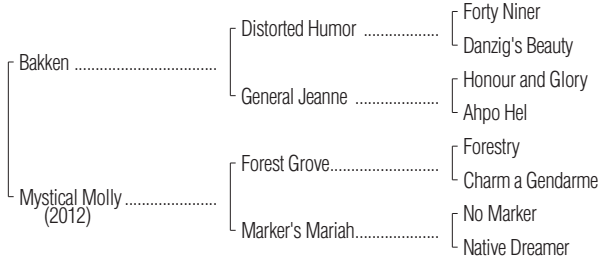 Forty Niner
Distorted Humor ..................
Danzig's Beauty
Bakken ..................................
Honour and Glory
General Jeanne ....................
Ahpo Hel
Forestry
Forest Grove..........................
Charm a Gendarme
Mystical Molly ......................
(2012)
No Marker
Marker's Mariah....................
Native Dreamer